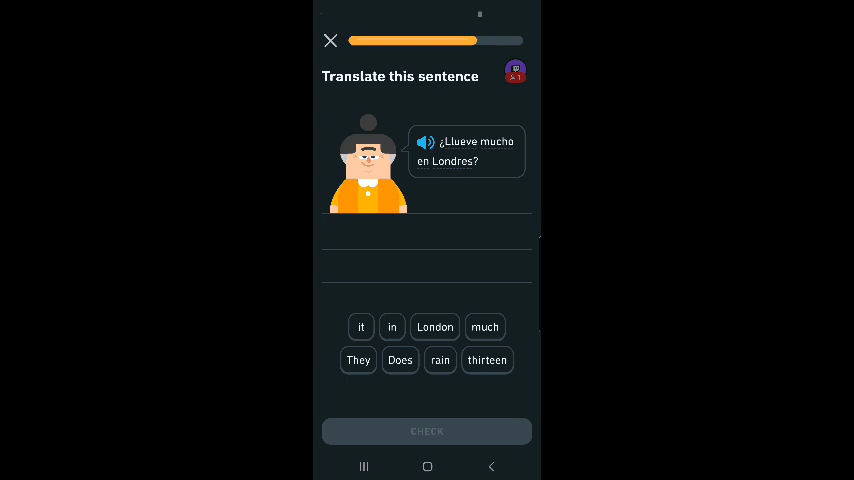 Translate this sentence
¿Llueve mucho
en Londres?
it in London much
They Does rain thirteen
CHECK